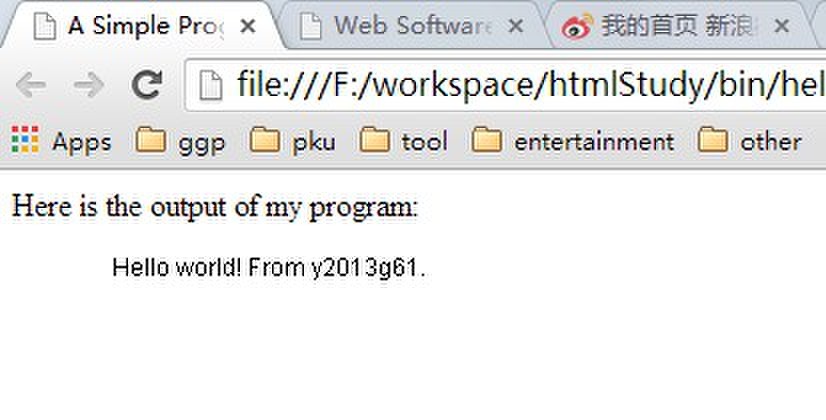 A Simple Prog
Web Software
我的首页 新浪
file:///F:/workspace/htmlStudy/bin/hel
Apps ggp pku tool entertainment other
Here is the output of my program:
Hello world! From y2013g61.